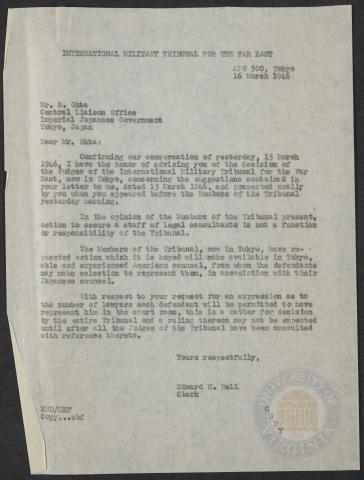 INTERNATIONAL MILITARY TRIBUNAL FOR THE FAR EAST
APO 500, Tokyo
16 March 1946
Mr. S. Ohta
Central Liaison Office
Imperial Japanese Government
Tokyo, Japan
Dear Mr. Ohta:
Confirming our conversation of yesterday, 15 March
1946, I have the honor of advising you of the decision of
the Judges of the International Military Tribunal for the Far
East, now in Tokyo, concerning the suggestions contained in
your letter to me, dated 15 March 1946, and presented orally
by you when you appeared before the Members of the Tribunal
yesterday morning.
In the opinion of the Members of the Tribunal present,
action to secure a staff of legal consultants is not a function
or responsibility of the Tribunal.
The Members of the Tribunal, now in Tokyo, have re-
quested action which it is hoped will make available in Tokyo,
able and experienced American counsel, from whom the defendants
may make selection to represent them, in association with their
Japanese counsel.
With respect to your request for an expression as to
the number of lawyers each defendant will be permitted to have
represent him in the court room, this is a matter for decision
by the entire Tribunal and a ruling thereon may not be expected
until after all the Judges of the Tribunal have been consulted
with reference thereto.
Yours respectfully,
Edward H. Dell
Clerk
Copy...
UNIVERSITY OF
VIRGINIA